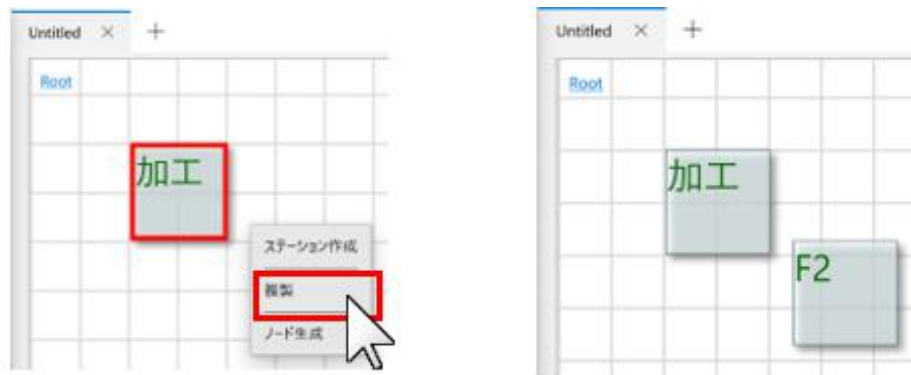 Untitled × +
Root
加工
ステーション作成
複製
ノード生成
Untitled × +
Root
加工
F2